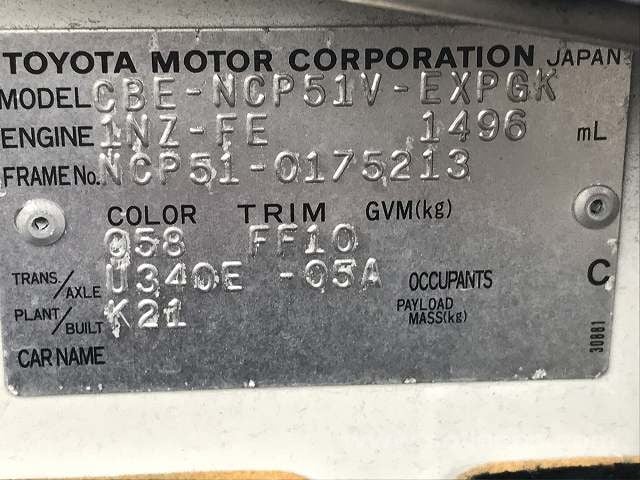 TOYOTA MOTOR CORPORATION JAPAN
MODEL CBE-NCP51V-EXPGK
ENGINE 1NZ-FE 1496 mL
FRAME No. NCP51-0175213
COLOR TRIM GVM(kg)
058 FF10
TRANS./AXLE U340E -05A OCCUPANTS C
PLANT/BUILT K21 PAYLOAD MASS(kg)
CAR NAME
30881